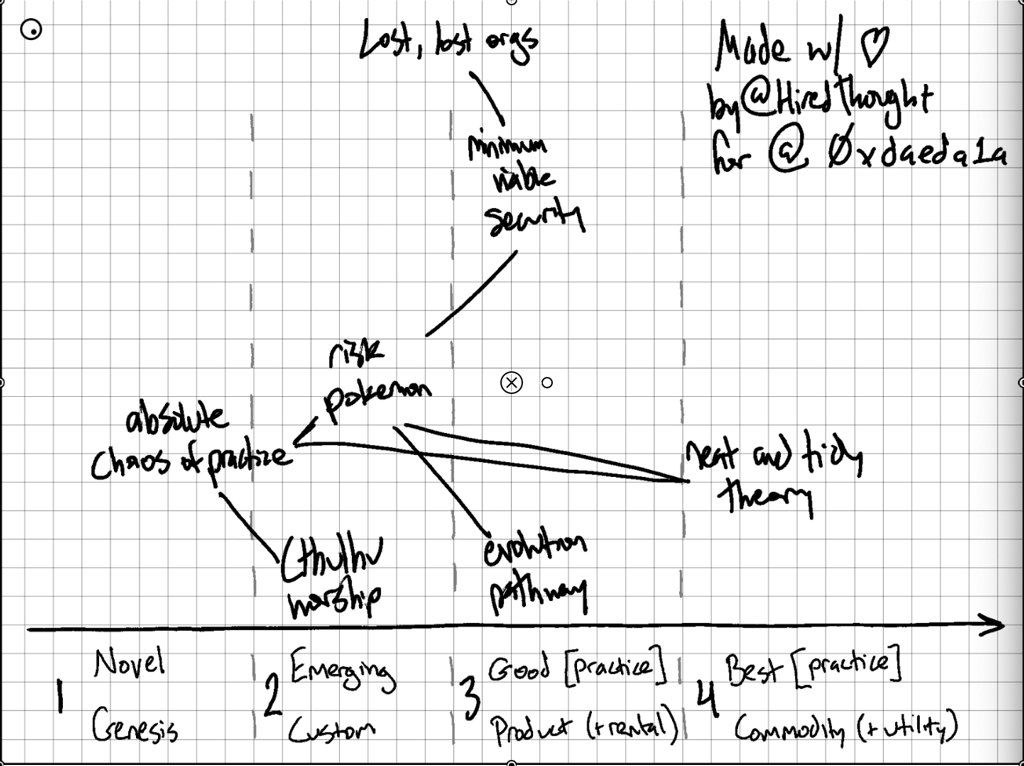 Lost, lost orgs
Made w/ ♡
by @HiredThought
for @ 0xdaeda1a
minimum
viable
security
risk
pokemon
absolute
chaos of practice
neat and tidy
theory
Cthulhu
worship
evolution
pathway
1
Novel
Genesis
2
Emerging
Custom
3
Good [practice]
Product (+rental)
4
Best [practice]
Commodity (+utility)